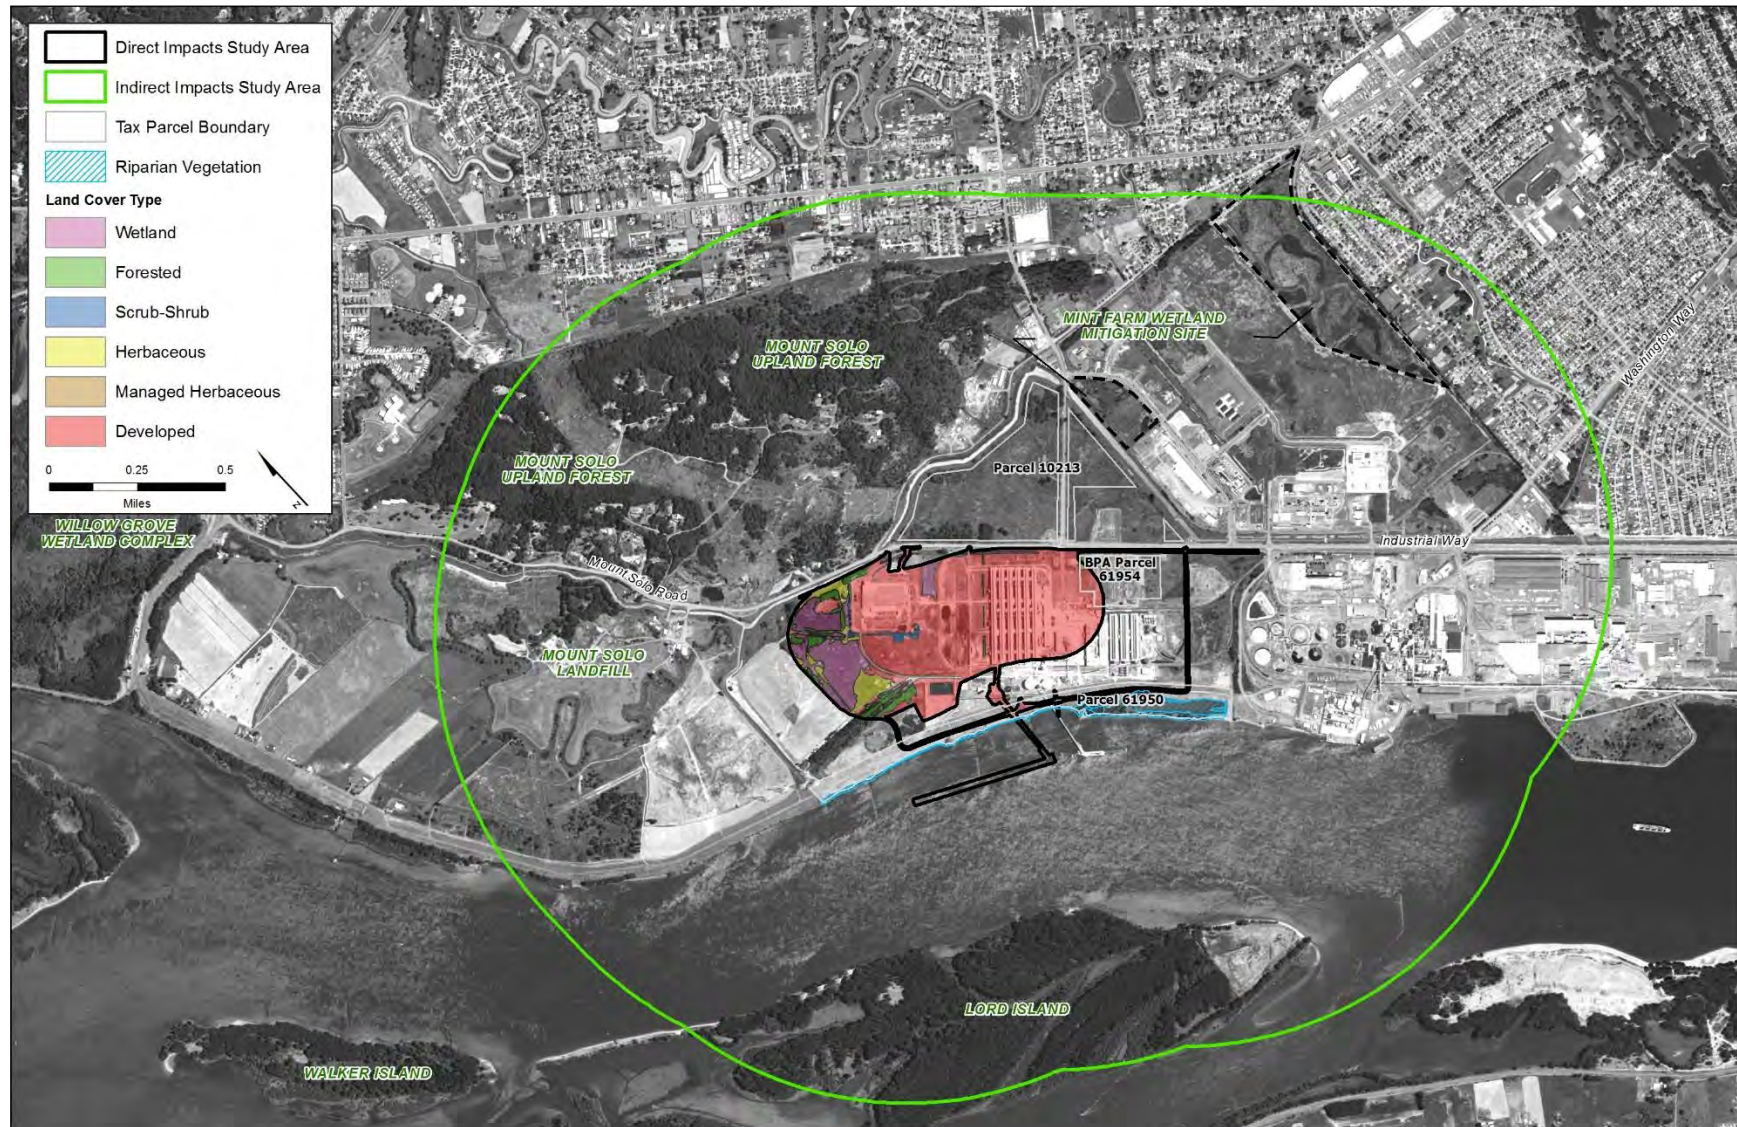 Direct Impacts Study Area
Indirect Impacts Study Area
Tax Parcel Boundary
Riparian Vegetation
Land Cover Type
Wetland
Forested
Scrub-Shrub
Herbaceous
Managed Herbaceous
Developed
0 0.25 0.5
Miles
N
MINT FARM WETLAND
MITIGATION SITE
Washington Way
MOUNT SOLO
UPLAND FOREST
MOUNT SOLO
UPLAND FOREST
Parcel 10213
WILLOW GROVE
WETLAND COMPLEX
Industrial Way
Mount Solo Road
BPA Parcel
61954
MOUNT SOLO
LANDFILL
Parcel 61950
LORD ISLAND
WALKER ISLAND